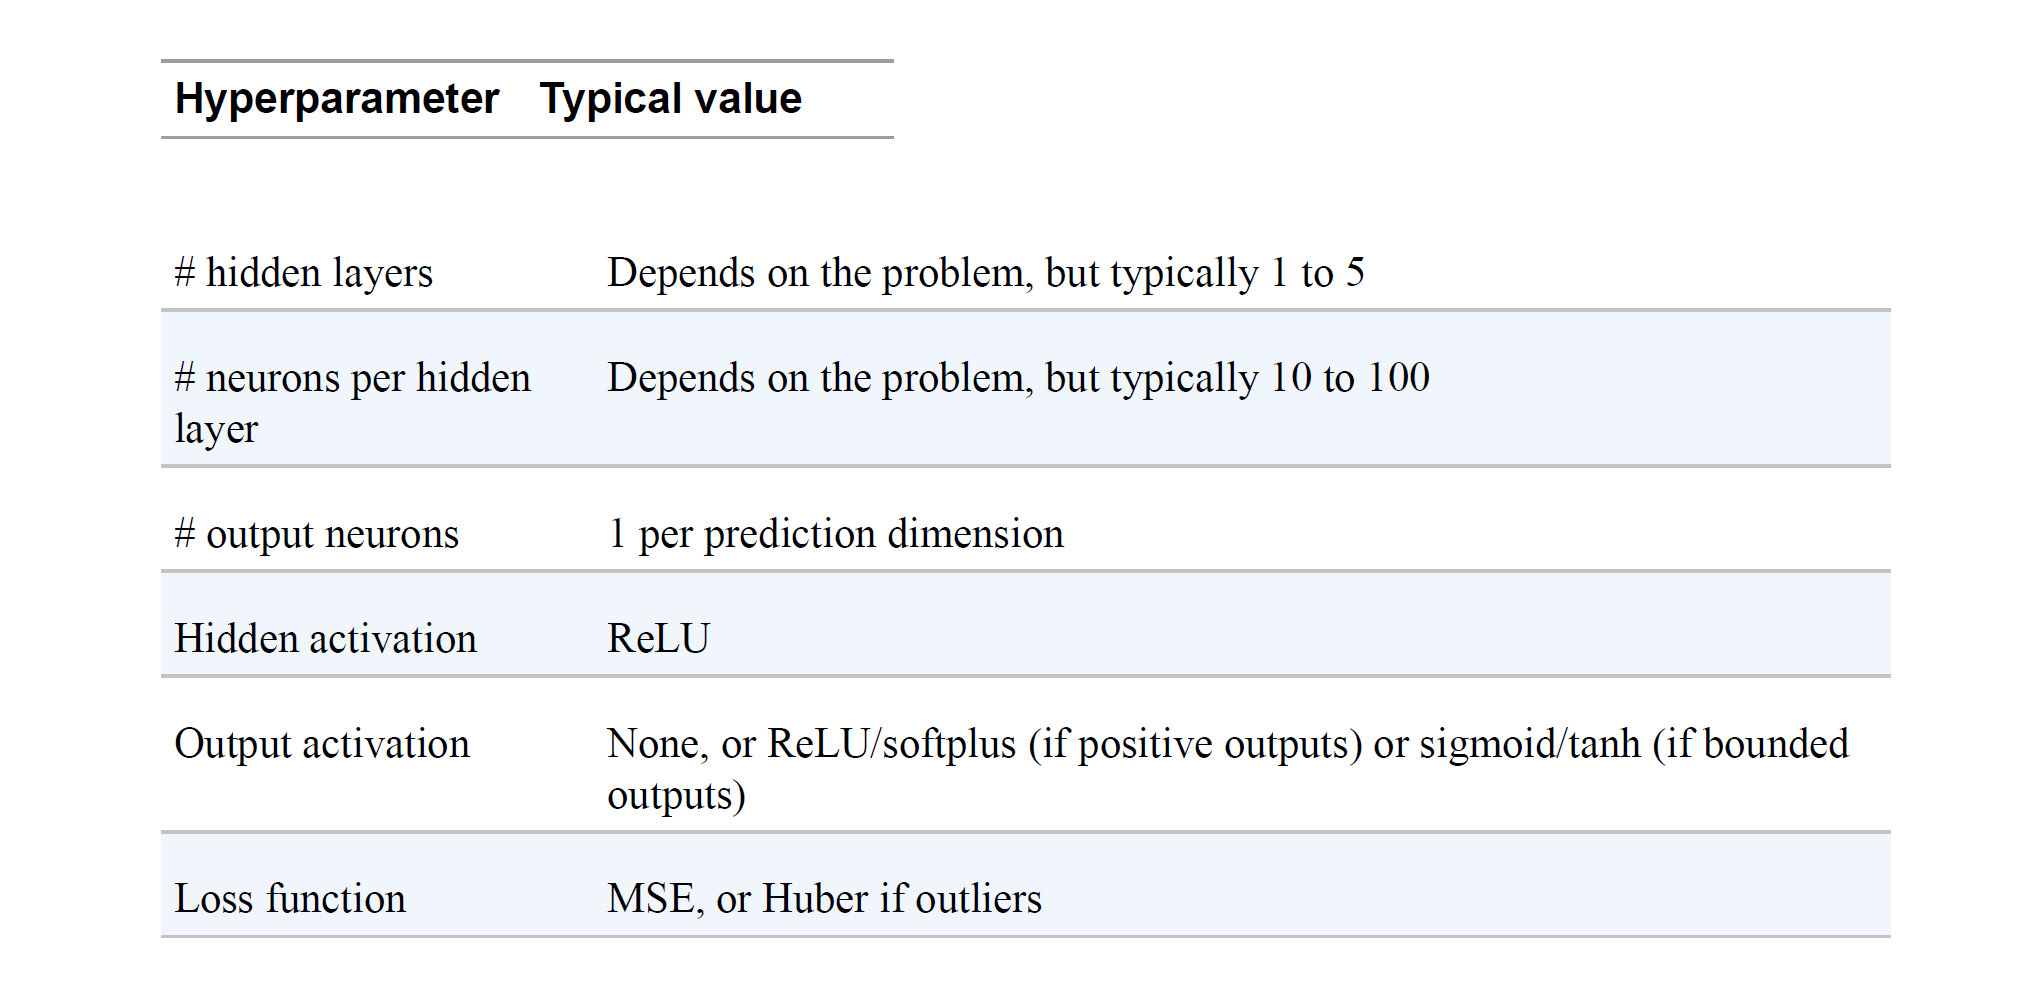 Hyperparameter Typical value
# hidden layers Depends on the problem, but typically 1 to 5
# neurons per hidden Depends on the problem, but typically 10 to 100
layer
# output neurons 1 per prediction dimension
Hidden activation ReLU
Output activation None, or ReLU/softplus (if positive outputs) or sigmoid/tanh (if bounded
outputs)
Loss function MSE, or Huber if outliers